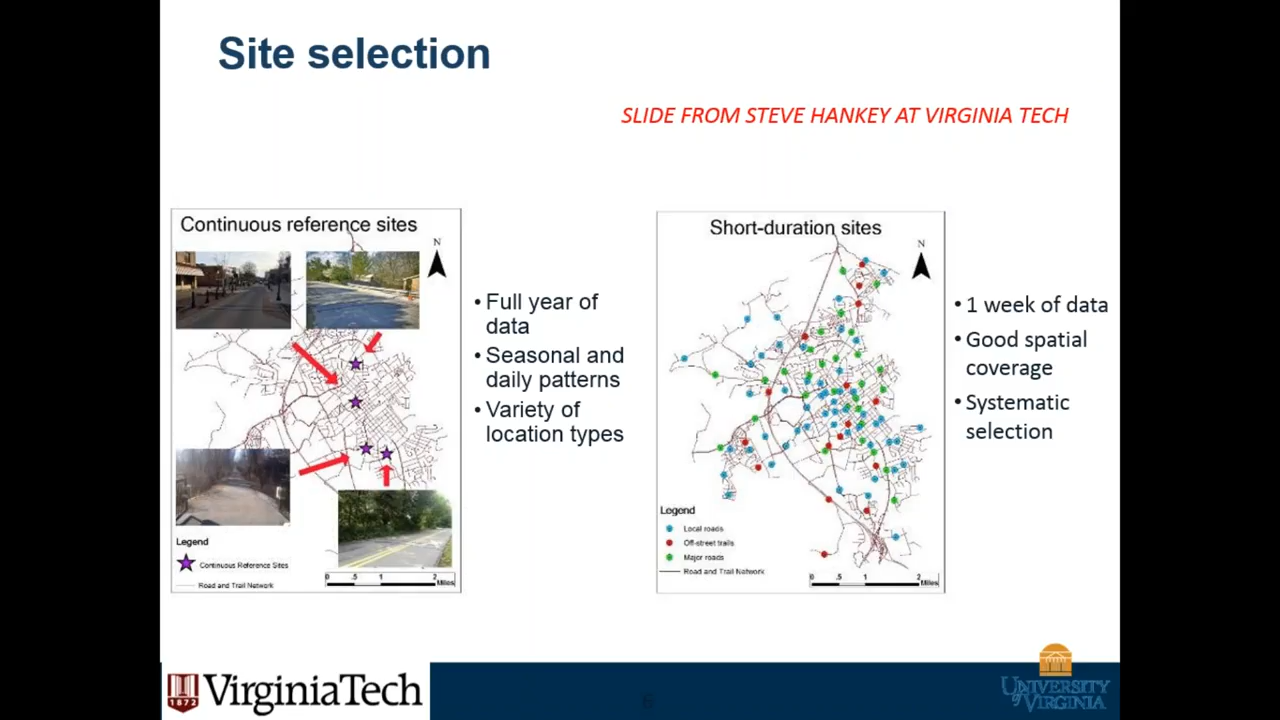 Site selection
SLIDE FROM STEVE HANKEY AT VIRGINIA TECH
Continuous reference sites
N
Legend
Continuous Reference Sites
Road and Trail Network
0 .5 1 2
Miles
• Full year of
data
• Seasonal and
daily patterns
• Variety of
location types
Short-duration sites
N
Legend
Local roads
Off-street trails
Major roads
Road and Trail Network
0 .5 1 2
Miles
• 1 week of data
• Good spatial
coverage
• Systematic
selection
1872
VirginiaTech
UNIVERSITY
of VIRGINIA